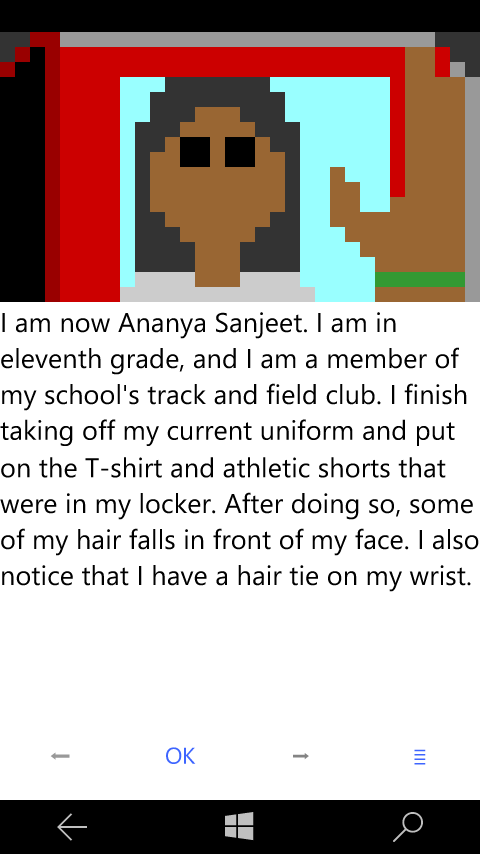 I am now Ananya Sanjeet. I am in
eleventh grade, and I am a member of
my school's track and field club. I finish
taking off my current uniform and put
on the T-shirt and athletic shorts that
were in my locker. After doing so, some
of my hair falls in front of my face. I also
notice that I have a hair tie on my wrist.
OK